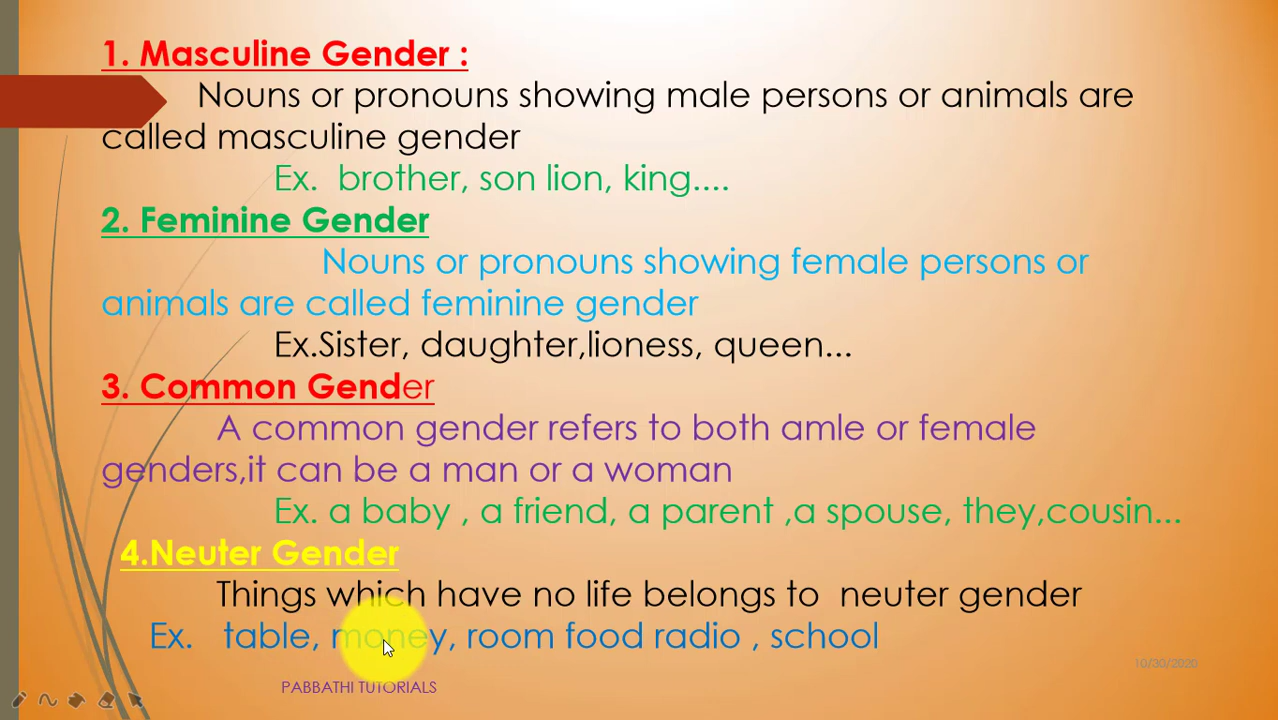 1. Masculine Gender :
Nouns or pronouns showing male persons or animals are
called masculine gender
Ex. brother, son lion, king....
2. Feminine Gender
Nouns or pronouns showing female persons or
animals are called feminine gender
Ex.Sister, daughter,lioness, queen...
3. Common Gender
A common gender refers to both amle or female
genders,it can be a man or a woman
Ex. a baby , a friend, a parent ,a spouse, they,cousin...
4.Neuter Gender
Things which have no life belongs to neuter gender
Ex. table, money, room food radio , school
10/30/2020
PABBATHI TUTORIALS